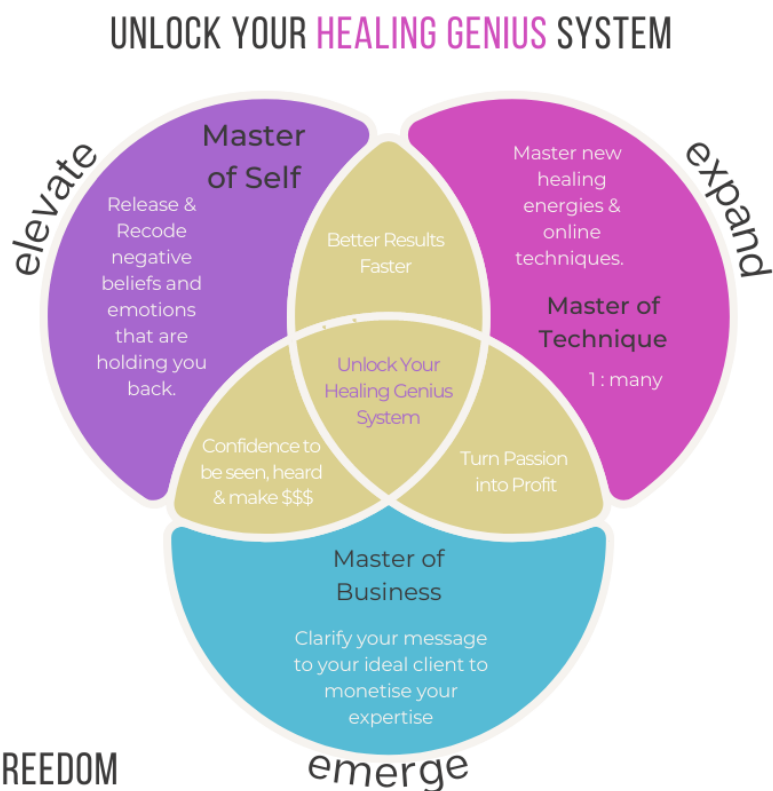 UNLOCK YOUR HEALING GENIUS SYSTEM
elevate
Master
of Self
Release &
Recode
negative
beliefs and
emotions
that are
holding you
back.
Better Results
Faster
expand
Master new
healing
energies &
online
techniques.
Master of
Technique
1 : many
Unlock Your
Healing Genius
System
Confidence to
be seen, heard
& make $$$
Turn Passion
into Profit
Master of
Business
Clarify your message
to your ideal client to
monetise your
expertise
emerge
REEDOM